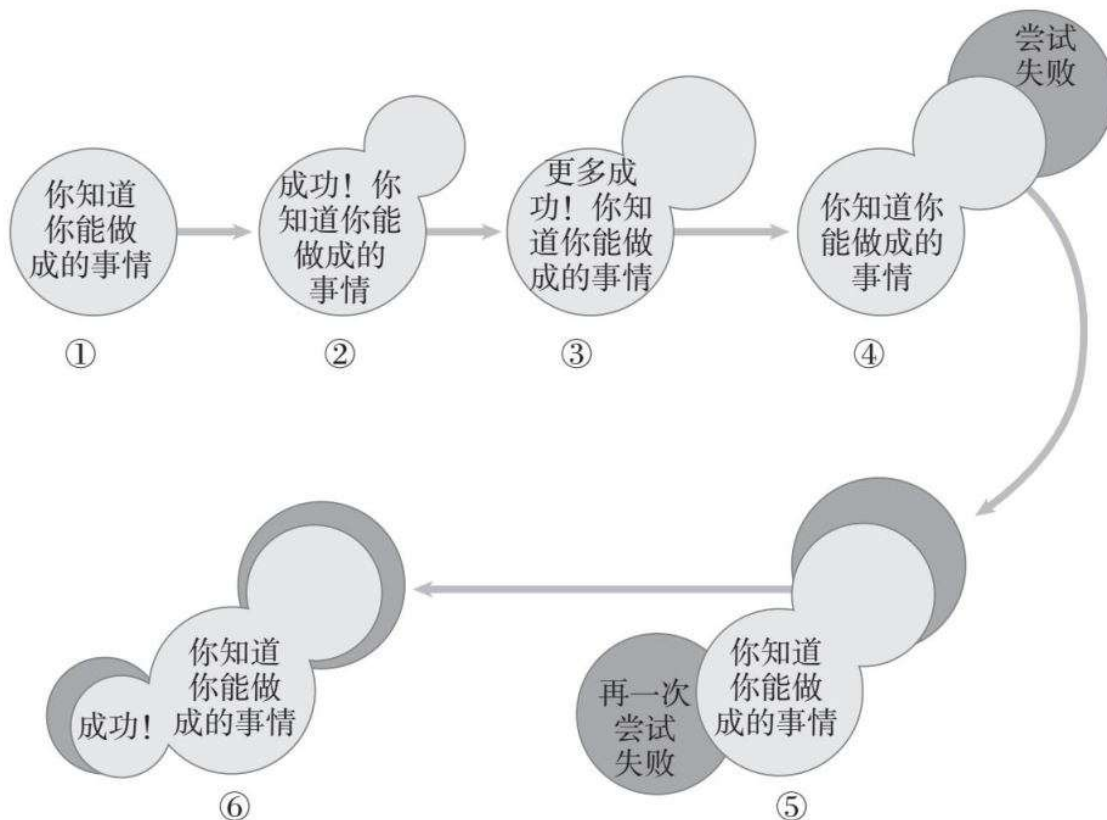 你知道
你能做
成的事情
①
成功！你
知道你能
做成的
事情
②
更多成
功！你知
道你能做
成的事情
③
尝试
失败
你知道你
能做成的
事情
④
再一次
尝试
失败
你知道
你能做
成的事情
⑤
成功！
你知道
你能做
成的事情
⑥